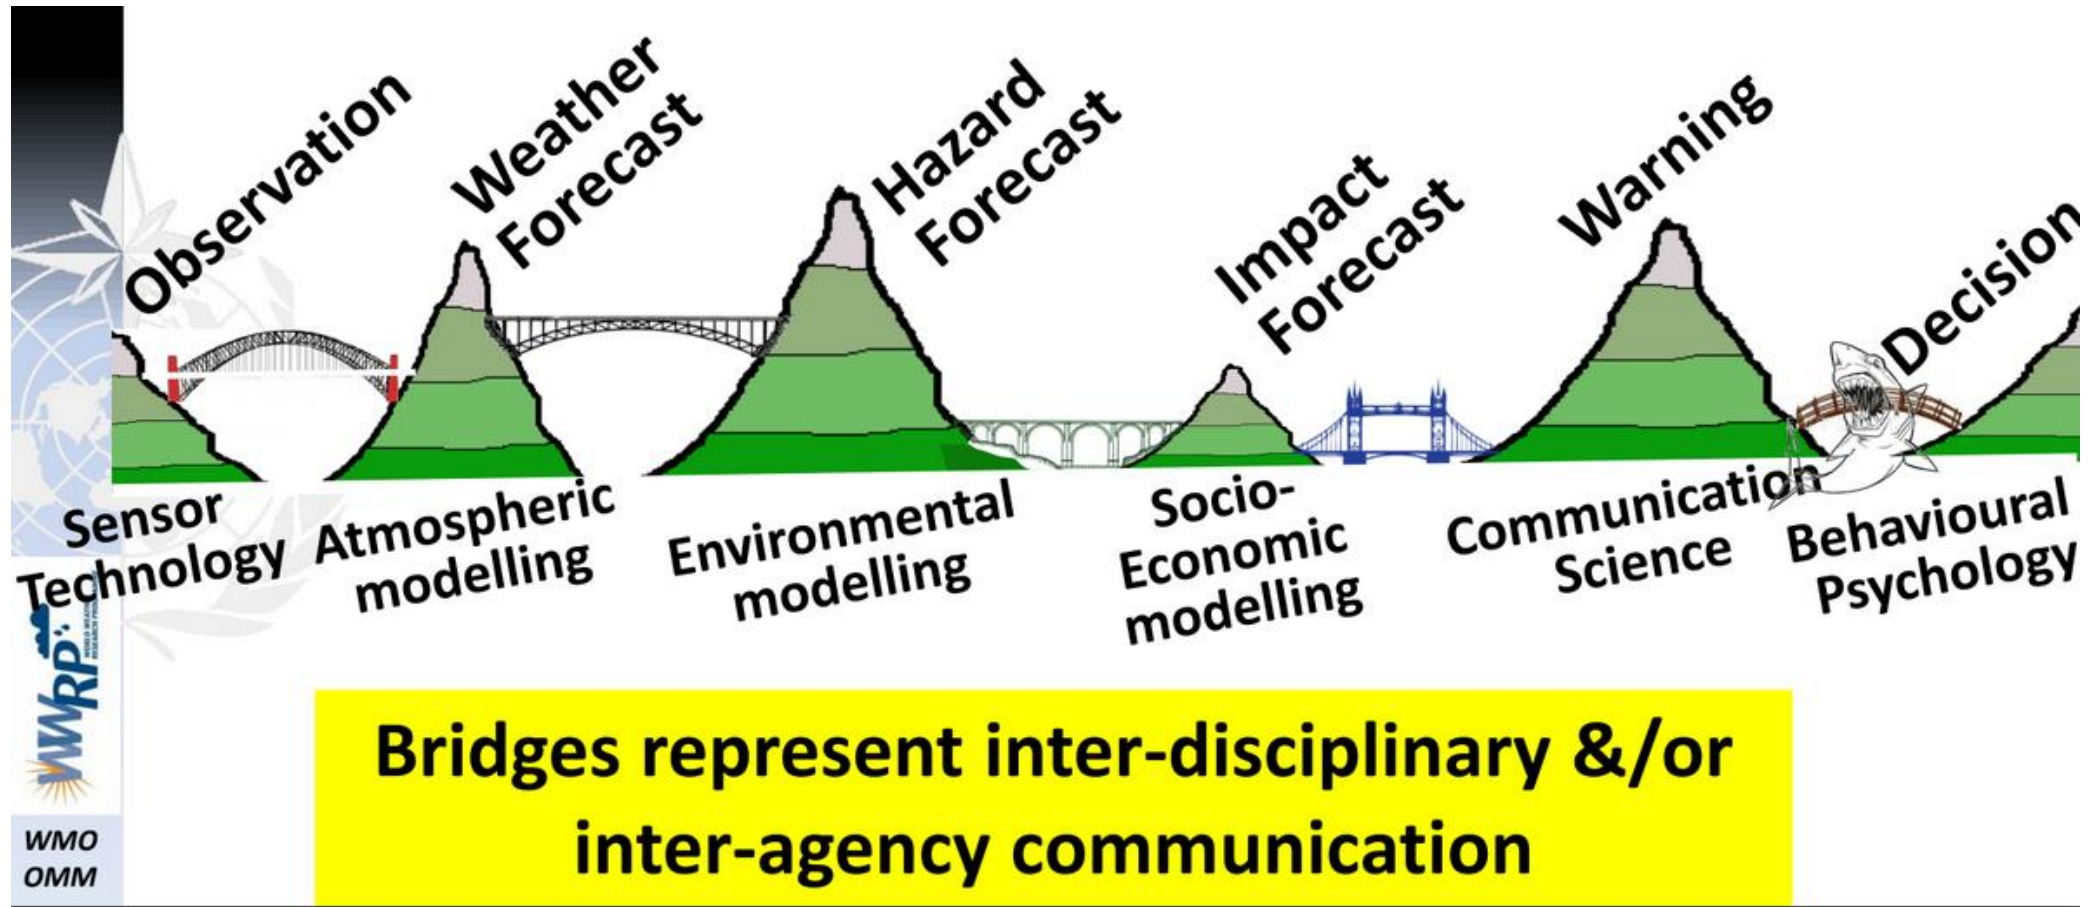 Observation
Weather
Forecast
Hazard
Forecast
Impact
Forecast
Warning
Decision
Sensor
Technology
Atmospheric
modelling
Environmental
modelling
Socio-
Economic
modelling
Communication
Science
Behavioural
Psychology
WWRP
WMO
OMM
Bridges represent inter-disciplinary &/or
inter-agency communication